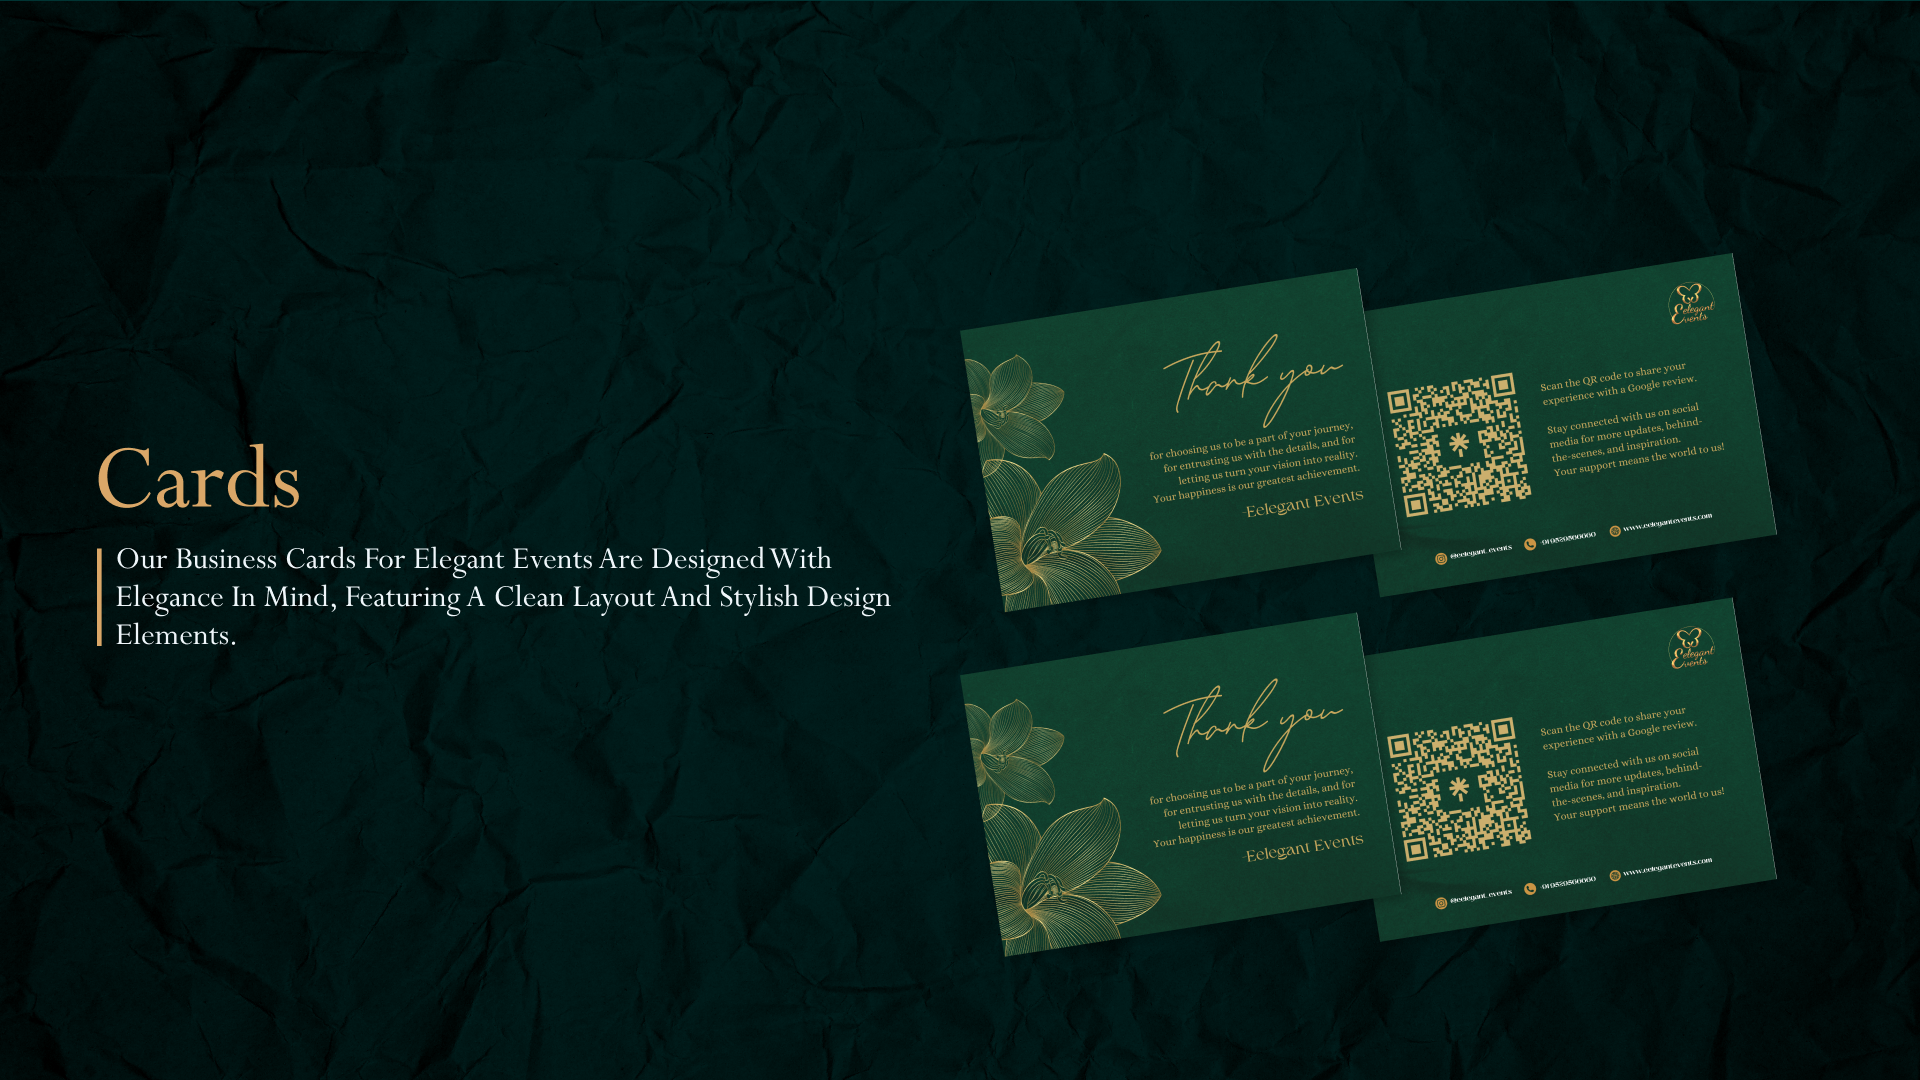 Cards
Our Business Cards For Elegant Events Are Designed With
Elegance In Mind, Featuring A Clean Layout And Stylish Design
Elements.
Thank you
for choosing us to be a part of your journey,
for entrusting us with the details, and for
letting us turn your vision into reality.
Your happiness is our greatest achievement.
-Eelegant Events
Eelegant
Events
Scan the QR code to share your
experience with a Google review.
Stay connected with us on social
media for more updates, behind-
the-scenes, and inspiration.
Your support means the world to us!
@eelegant_events
www.eelegantevents.com
Thank you
for choosing us to be a part of your journey,
for entrusting us with the details, and for
letting us turn your vision into reality.
Your happiness is our greatest achievement.
-Eelegant Events
Eelegant
Events
Scan the QR code to share your
experience with a Google review.
Stay connected with us on social
media for more updates, behind-
the-scenes, and inspiration.
Your support means the world to us!
@eelegant_events
www.eelegantevents.com